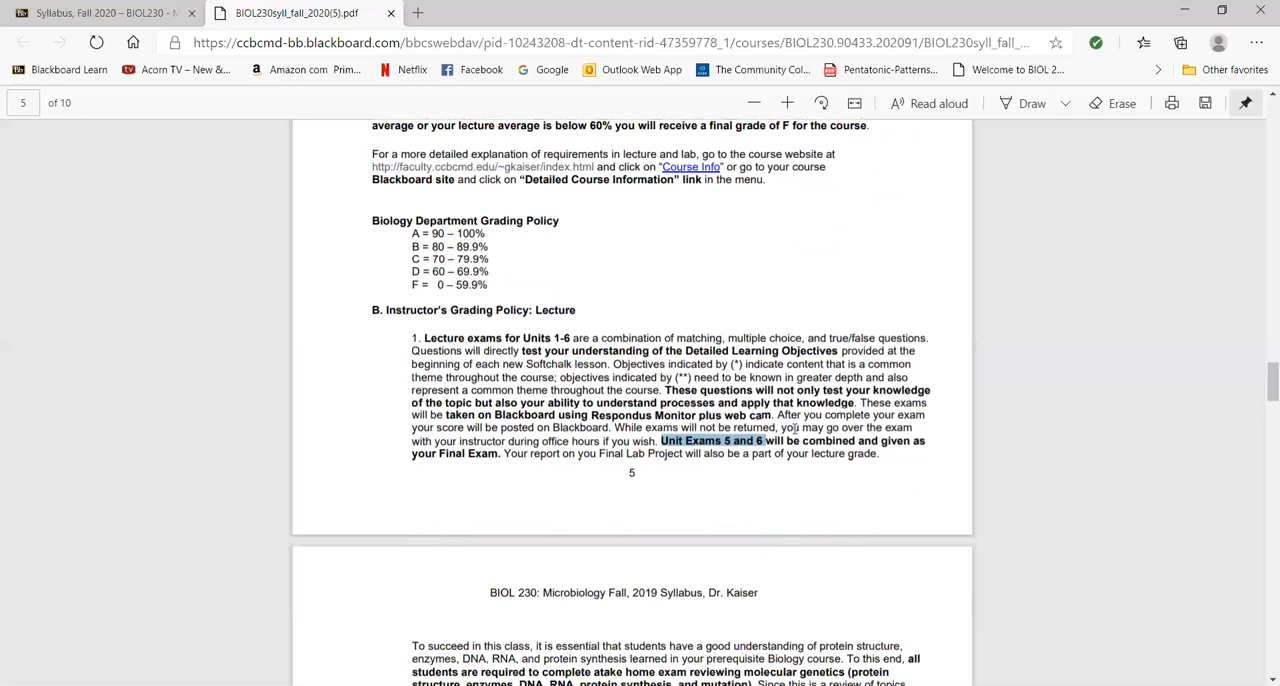 Syllabus, Fall 2020 – BIOL230 - M
BIOL230syll_fall_2020(5).pdf
https://ccbcmd-bb.blackboard.com/bbcswebdav/pid-10243208-dt-content-rid-47359778_1/courses/BIOL230.90433.202091/BIOL230syll_fall_...
Blackboard Learn
Acorn TV – New &...
Amazon com Prim...
Netflix
Facebook
Google
Outlook Web App
The Community Col...
Pentatonic-Patterns...
Welcome to BIOL 2...
Other favorites
5 of 10
Read aloud
Draw
Erase
average or your lecture average is below 60% you will receive a final grade of F for the course.
For a more detailed explanation of requirements in lecture and lab, go to the course website at
http://faculty.ccbcmd.edu/~gkaiser/index.html and click on “Course Info” or go to your course
Blackboard site and click on “Detailed Course Information” link in the menu.
Biology Department Grading Policy
A = 90 – 100%
B = 80 – 89.9%
C = 70 – 79.9%
D = 60 – 69.9%
F = 0 – 59.9%
B. Instructor’s Grading Policy: Lecture
1. Lecture exams for Units 1-6 are a combination of matching, multiple choice, and true/false questions.
Questions will directly test your understanding of the Detailed Learning Objectives provided at the
beginning of each new Softchalk lesson. Objectives indicated by (*) indicate content that is a common
theme throughout the course; objectives indicated by (**) need to be known in greater depth and also
represent a common theme throughout the course. These questions will not only test your knowledge
of the topic but also your ability to understand processes and apply that knowledge. These exams
will be taken on Blackboard using Respondus Monitor plus web cam. After you complete your exam
your score will be posted on Blackboard. While exams will not be returned, you may go over the exam
with your instructor during office hours if you wish. Unit Exams 5 and 6 will be combined and given as
your Final Exam. Your report on you Final Lab Project will also be a part of your lecture grade.
5
BIOL 230: Microbiology Fall, 2019 Syllabus, Dr. Kaiser
To succeed in this class, it is essential that students have a good understanding of protein structure,
enzymes, DNA, RNA, and protein synthesis learned in your prerequisite Biology course. To this end, all
students are required to complete atake home exam reviewing molecular genetics (protein
structure, enzymes, DNA, RNA, protein synthesis, and mutation). Since this is a review of topics